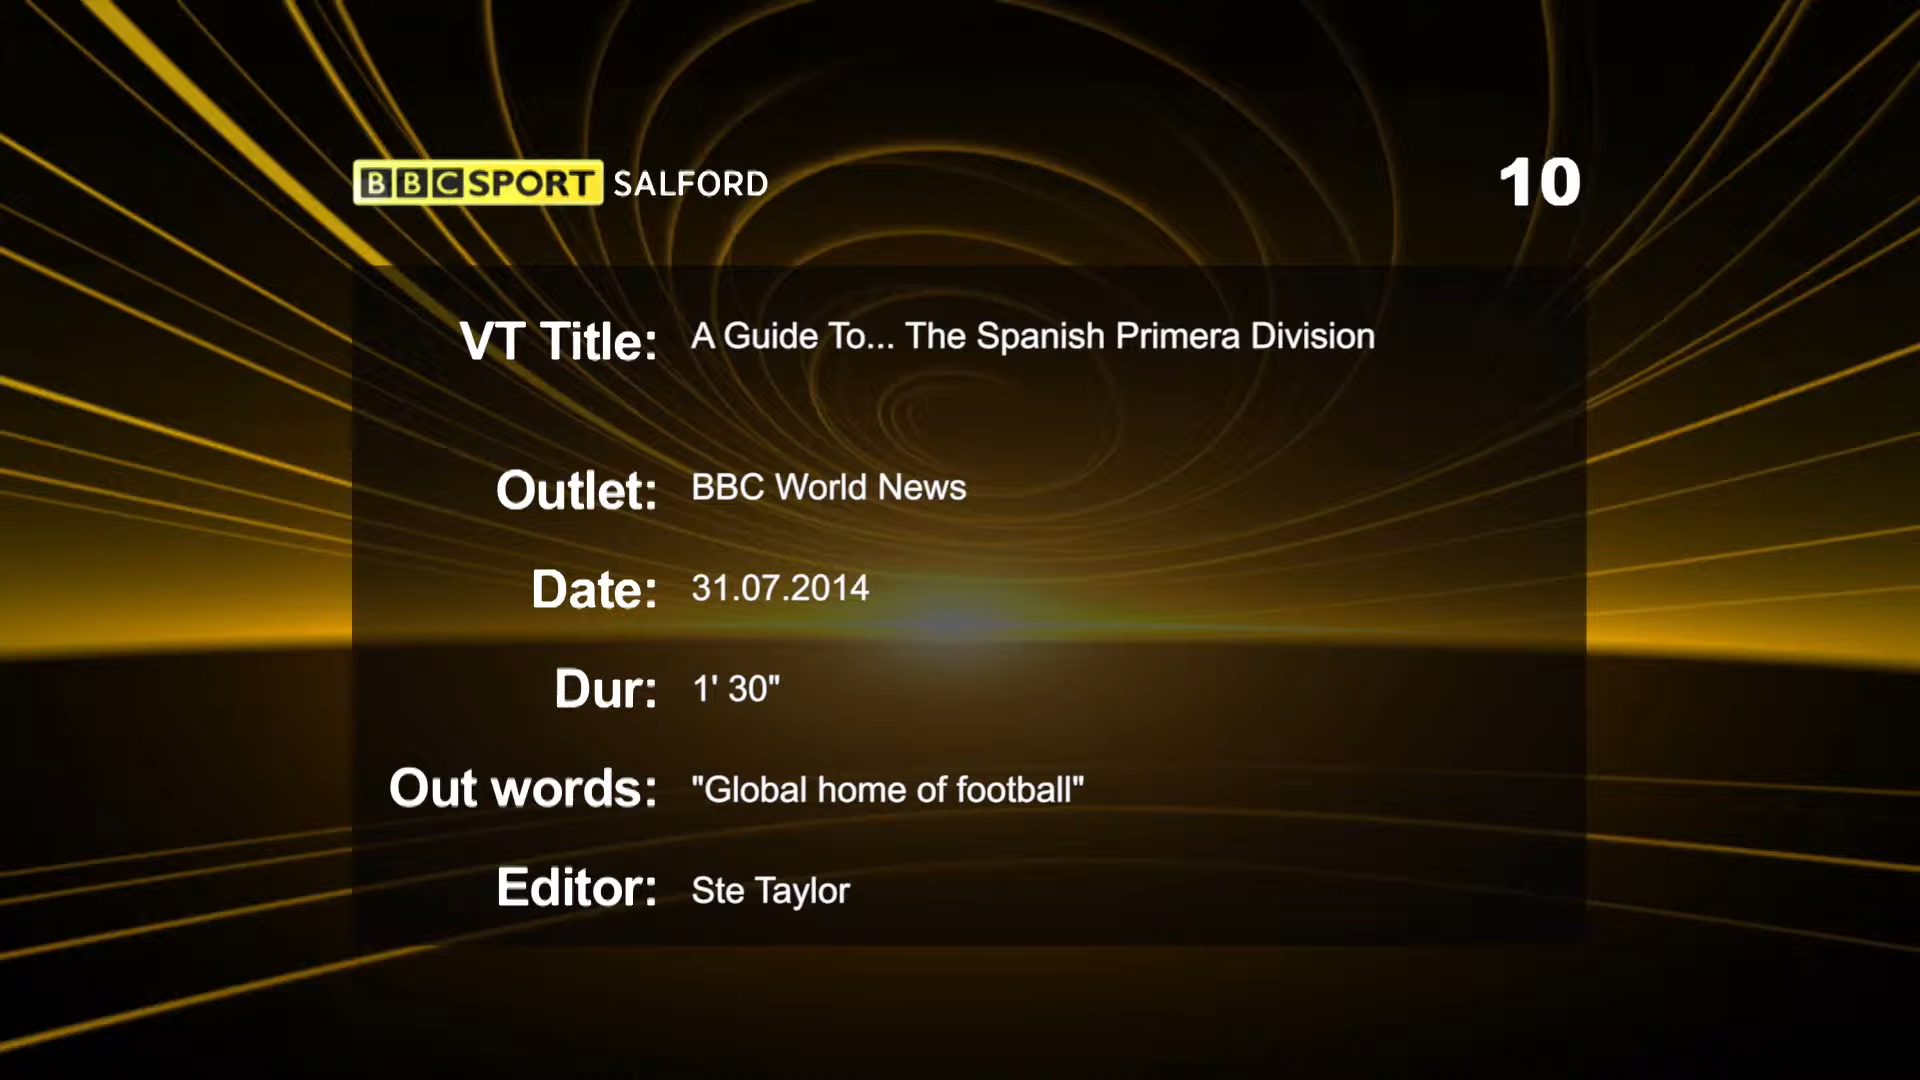 BBC SPORT SALFORD
10
VT Title: A Guide To... The Spanish Primera Division
Outlet: BBC World News
Date: 31.07.2014
Dur: 1' 30"
Out words: "Global home of football"
Editor: Ste Taylor